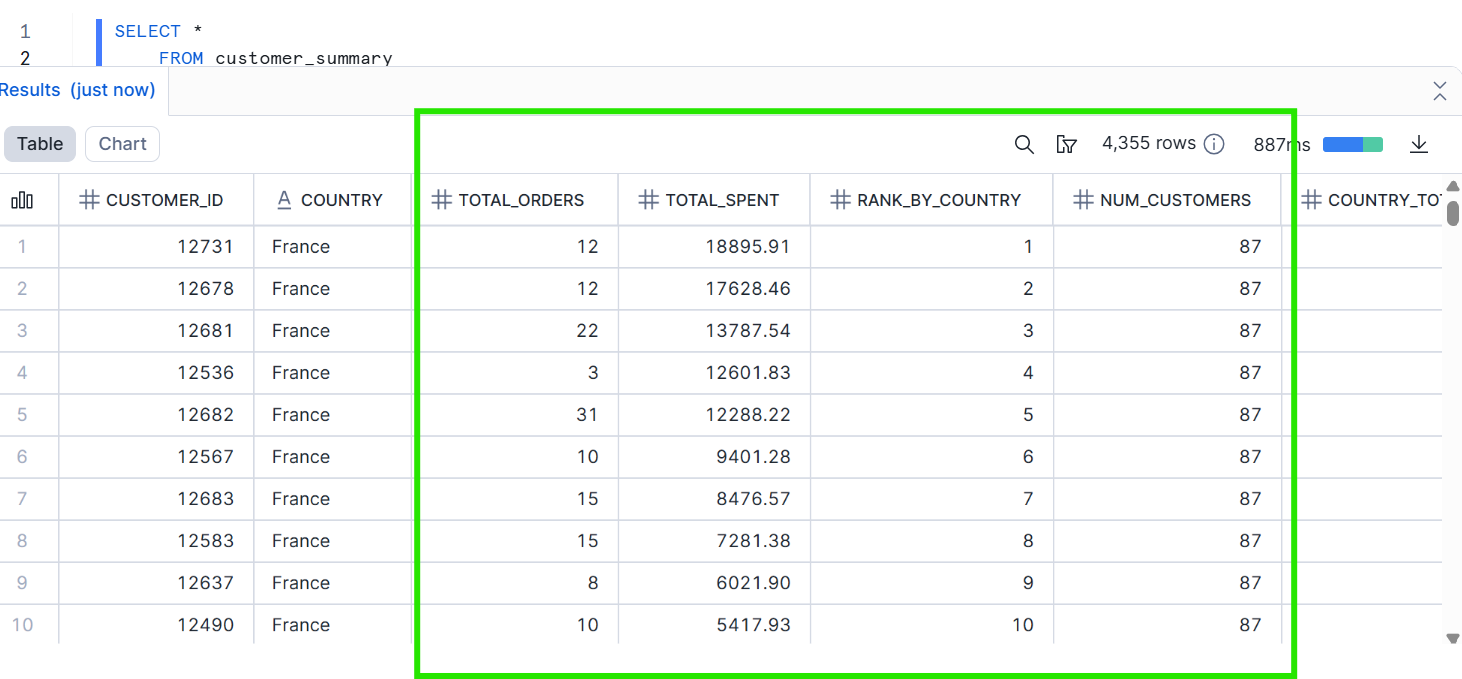 1 SELECT *
2 FROM customer_summary
Results (just now)
Table Chart 4,355 rows 887ms
CUSTOMER_ID A COUNTRY TOTAL_ORDERS TOTAL_SPENT RANK_BY_COUNTRY NUM_CUSTOMERS COUNTRY_TO
1 12731 France 12 18895.91 1 87
2 12678 France 12 17628.46 2 87
3 12681 France 22 13787.54 3 87
4 12536 France 3 12601.83 4 87
5 12682 France 31 12288.22 5 87
6 12567 France 10 9401.28 6 87
7 12683 France 15 8476.57 7 87
8 12583 France 15 7281.38 8 87
9 12637 France 8 6021.90 9 87
10 12490 France 10 5417.93 10 87